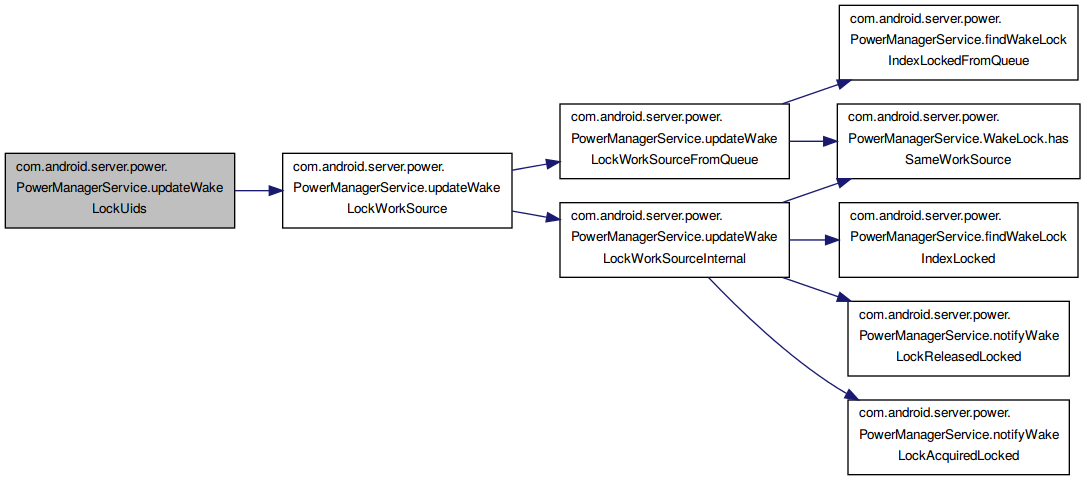 com.android.server.power.
PowerManagerService.updateWake
LockUids
com.android.server.power.
PowerManagerService.updateWake
LockWorkSource
com.android.server.power.
PowerManagerService.updateWake
LockWorkSourceFromQueue
com.android.server.power.
PowerManagerService.updateWake
LockWorkSourceInternal
com.android.server.power.
PowerManagerService.findWakeLock
IndexLockedFromQueue
com.android.server.power.
PowerManagerService.WakeLock.has
SameWorkSource
com.android.server.power.
PowerManagerService.findWakeLock
IndexLocked
com.android.server.power.
PowerManagerService.notifyWake
LockReleasedLocked
com.android.server.power.
PowerManagerService.notifyWake
LockAcquiredLocked